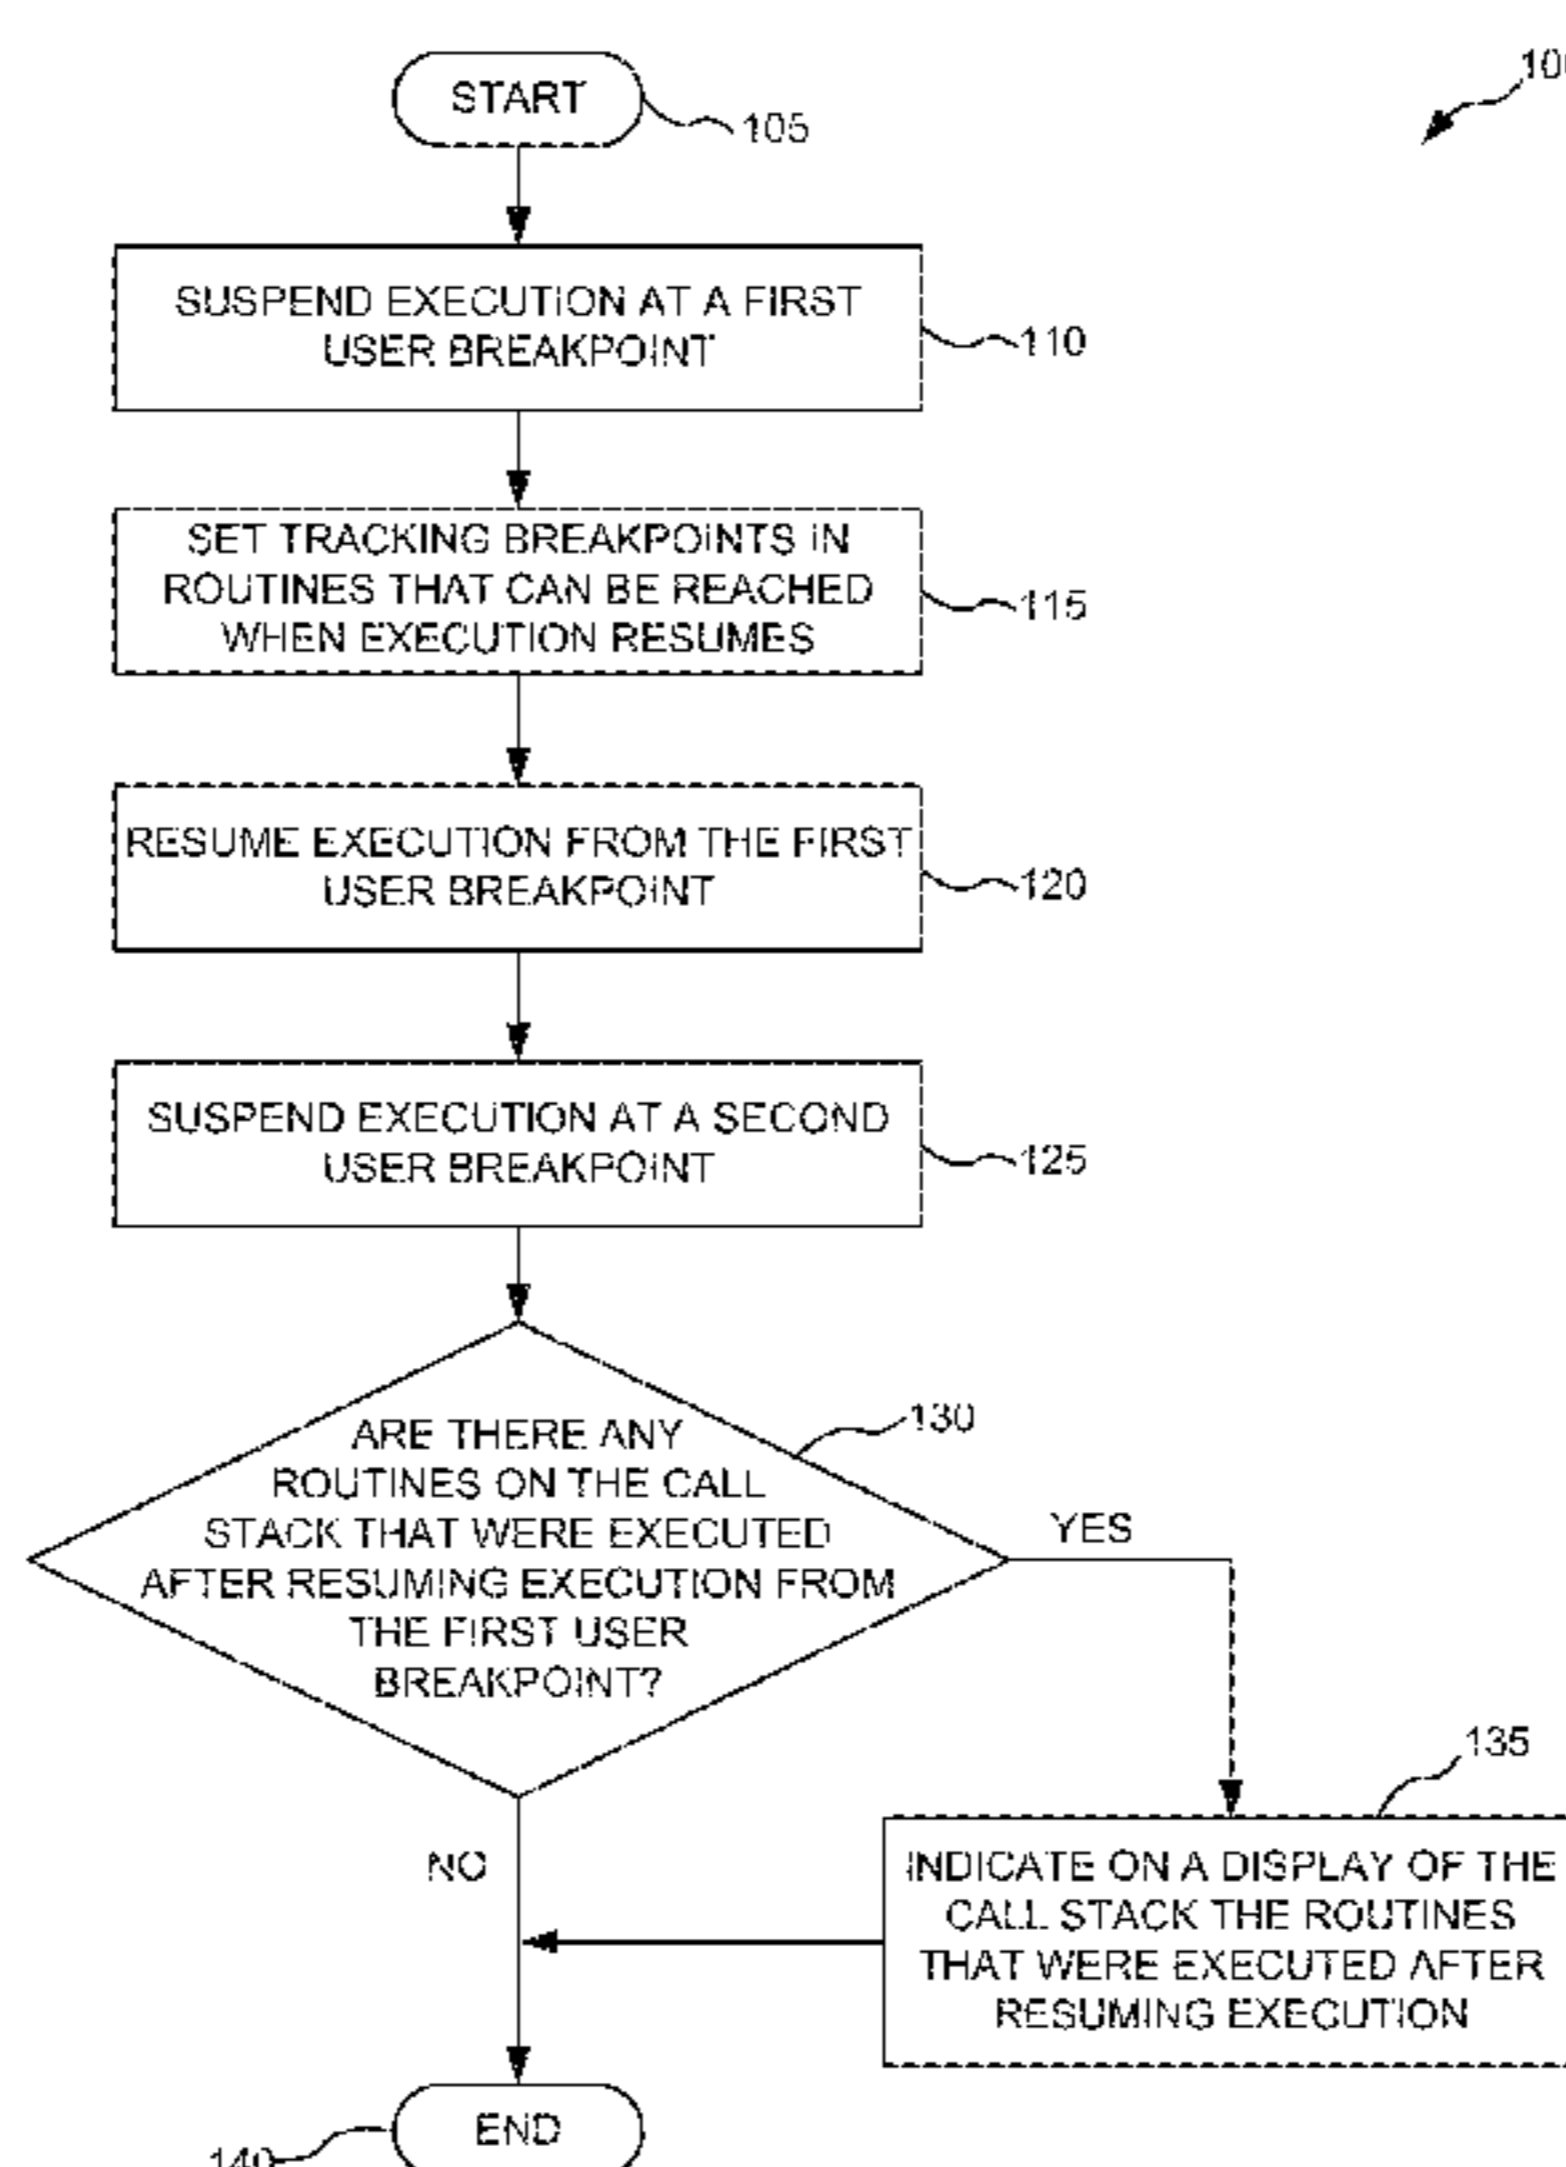 START
105
SUSPEND EXECUTION AT A FIRST
USER BREAKPOINT
110
SET TRACKING BREAKPOINTS IN
ROUTINES THAT CAN BE REACHED
WHEN EXECUTION RESUMES
115
RESUME EXECUTION FROM THE FIRST
USER BREAKPOINT
120
SUSPEND EXECUTION AT A SECOND
USER BREAKPOINT
125
ARE THERE ANY
ROUTINES ON THE CALL
STACK THAT WERE EXECUTED
AFTER RESUMING EXECUTION FROM
THE FIRST USER
BREAKPOINT?
130
YES
NO
135
INDICATE ON A DISPLAY OF THE
CALL STACK THE ROUTINES
THAT WERE EXECUTED AFTER
RESUMING EXECUTION
END
140